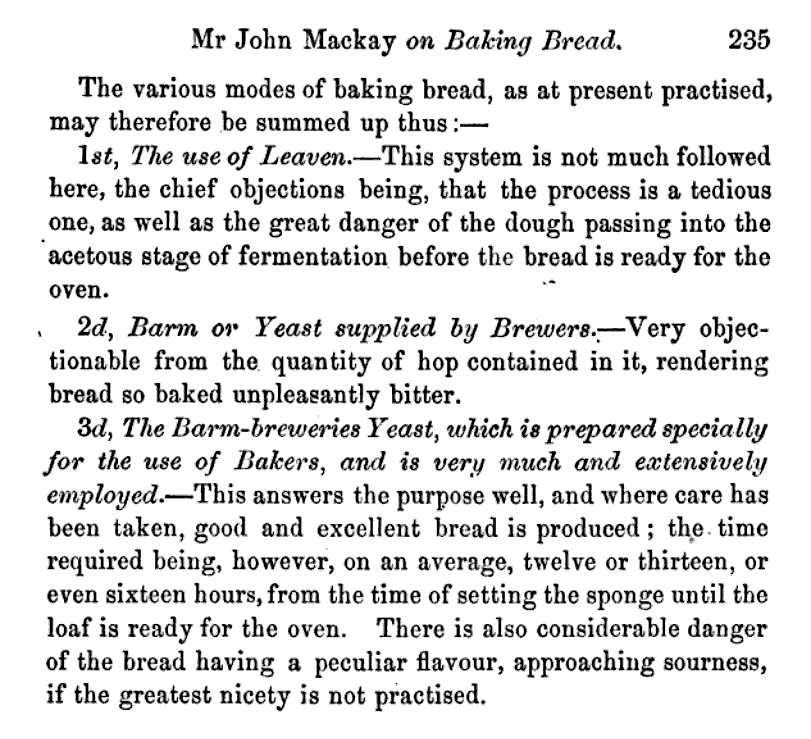 Mr John Mackay on Baking Bread. 235
The various modes of baking bread, as at present practised,
may therefore be summed up thus:—
1st, The use of Leaven.—This system is not much followed
here, the chief objections being, that the process is a tedious
one, as well as the great danger of the dough passing into the
acetous stage of fermentation before the bread is ready for the
oven.
2d, Barm or Yeast supplied by Brewers.—Very objec-
tionable from the quantity of hop contained in it, rendering
bread so baked unpleasantly bitter.
3d, The Barm-breweries Yeast, which is prepared specially
for the use of Bakers, and is very much and extensively
employed.—This answers the purpose well, and where care has
been taken, good and excellent bread is produced; the time
required being, however, on an average, twelve or thirteen, or
even sixteen hours, from the time of setting the sponge until the
loaf is ready for the oven. There is also considerable danger
of the bread having a peculiar flavour, approaching sourness,
if the greatest nicety is not practised.